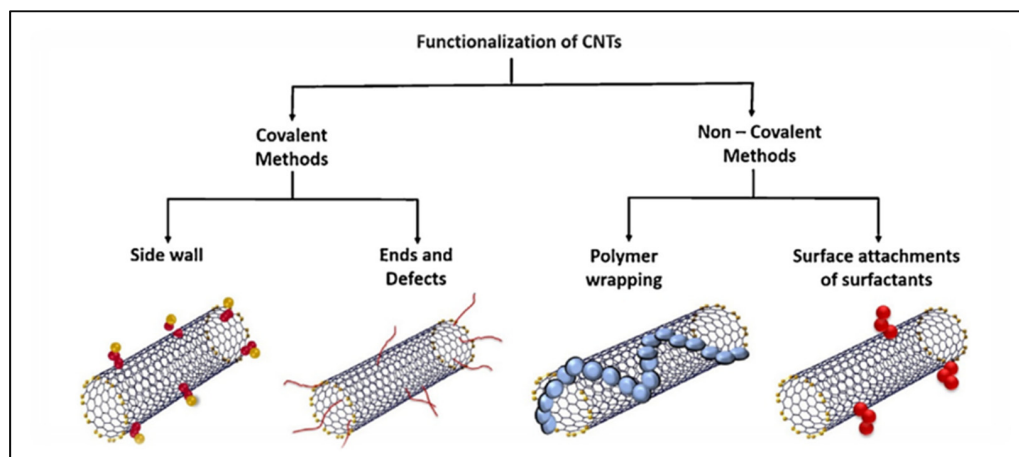 Functionalization of CNTs
Covalent
Methods
Non – Covalent
Methods
Side wall
Ends and
Defects
Polymer
wrapping
Surface attachments
of surfactants